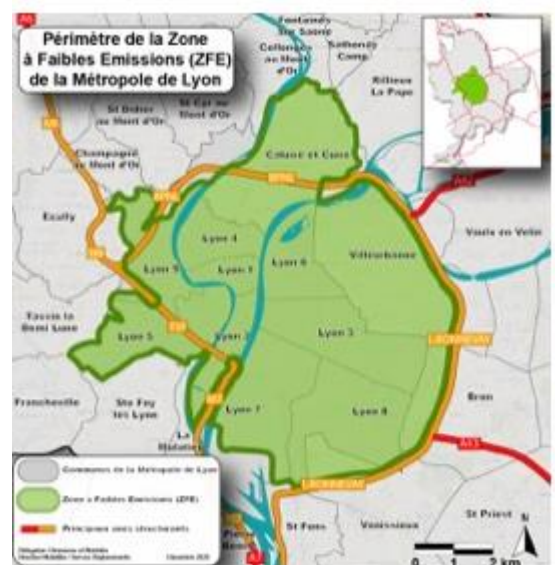 Périmètre de la Zone
à Faibles Emissions (ZFE)
de la Métropole de Lyon
Fontaines
Sur Saône
Collonges
au Mont
d'Or
Sathonay
Camp
Rillieux
La Pape
St Didier
au Mont d'Or
St Cyr au
Mont d'Or
Champagne
au Mont d'Or
Caluire et Cuire
Ecully
Vaulx en Velin
Lyon 4
Lyon 9
Lyon 1
Lyon 6
Villeurbanne
Tassin la
Demi Lune
Lyon 5
Lyon 2
Lyon 3
LBONNEVAY
Francheville
Ste Foy
lès Lyon
Lyon 7
Lyon 8
Bron
La
Mulatière
A43
LBONNEVAY
Pierre
Bénite
St Fons
Vénissieux
St Priest
Communes de la Métropole de Lyon
Zone à Faibles Emissions (ZFE)
Principaux axes structurants
N
0 1 2 km